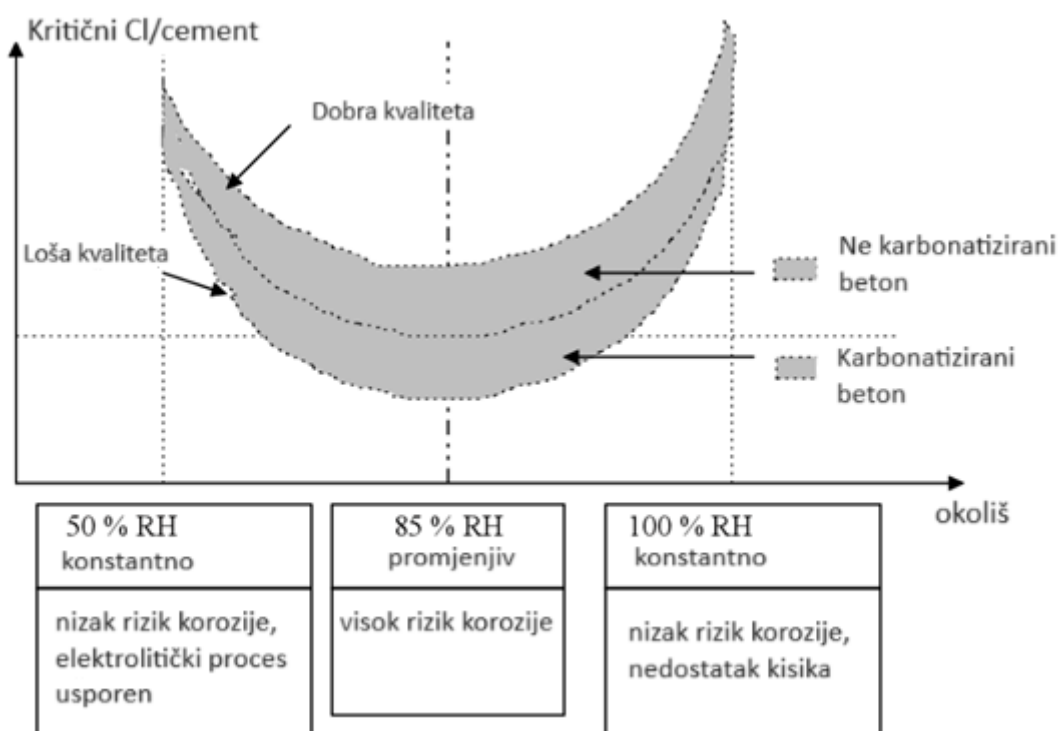 Kritični Cl/cement
Dobra kvaliteta
Loša kvaliteta
Ne karbonatizirani
beton
Karbonatizirani
beton
okoliš
50 % RH
konstantno
nizak rizik korozije,
elektrolitički proces
usporen
85 % RH
promjenjiv
visok rizik korozije
100 % RH
konstantno
nizak rizik korozije,
nedostatak kisika